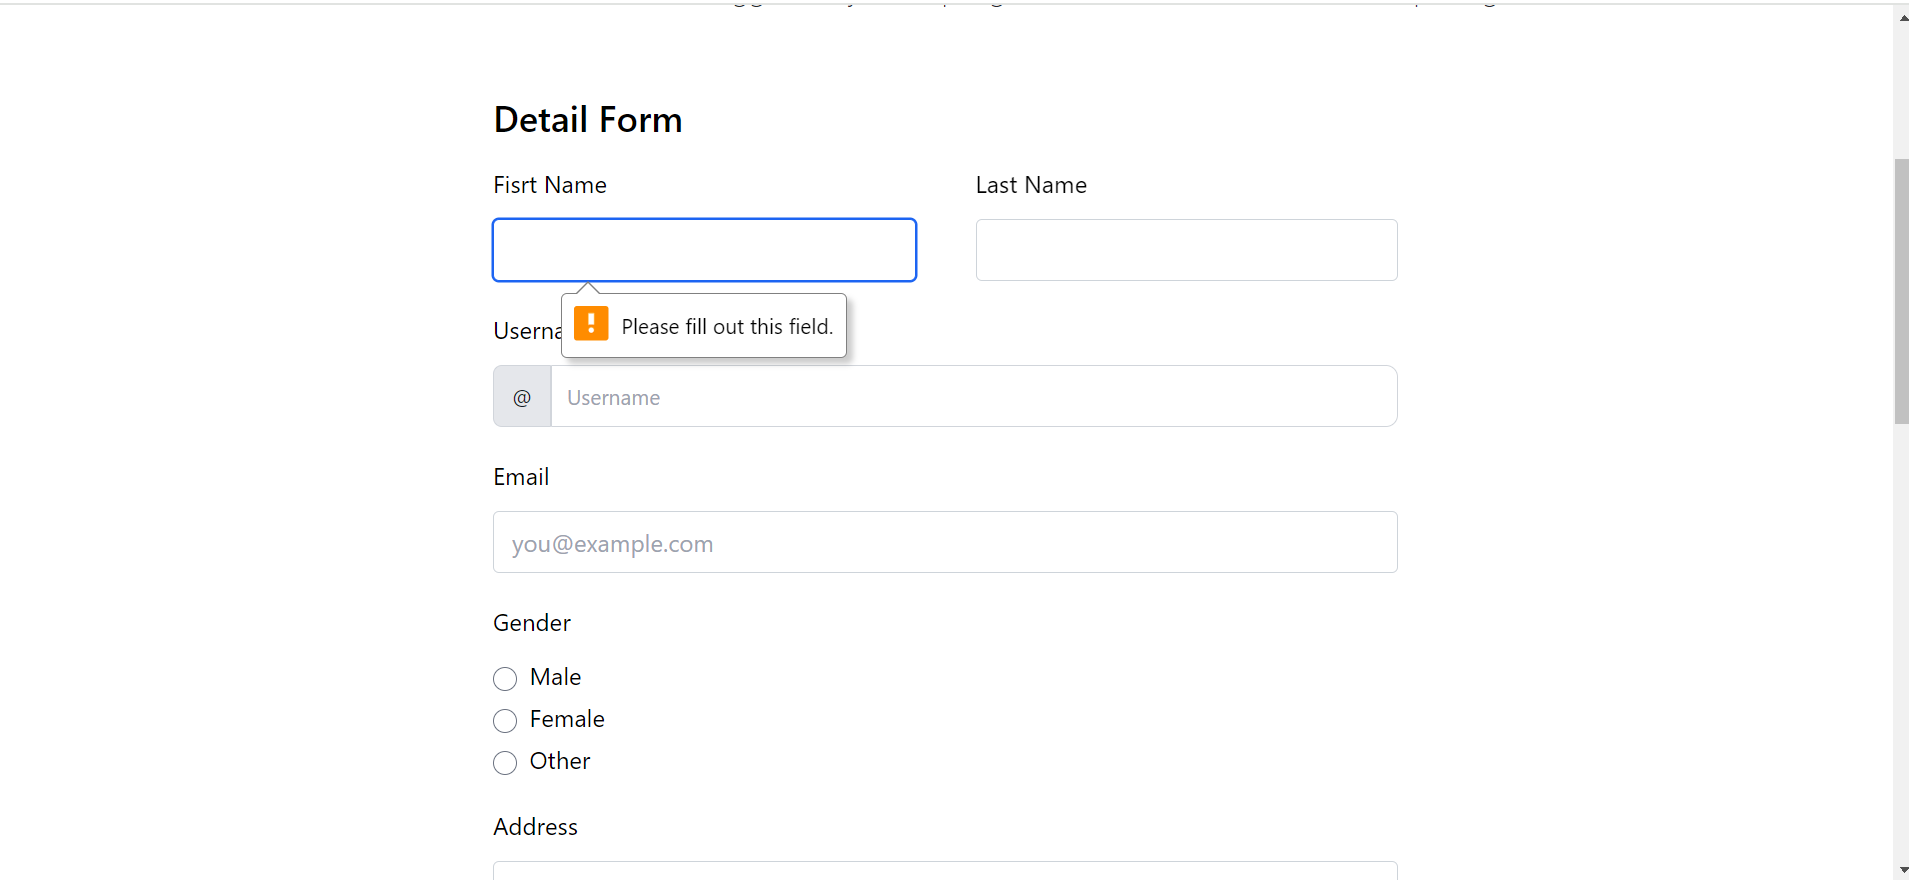 Detail Form
Fisrt Name
Last Name
Please fill out this field.
@
Username
Email
you@example.com
Gender
Male
Female
Other
Address